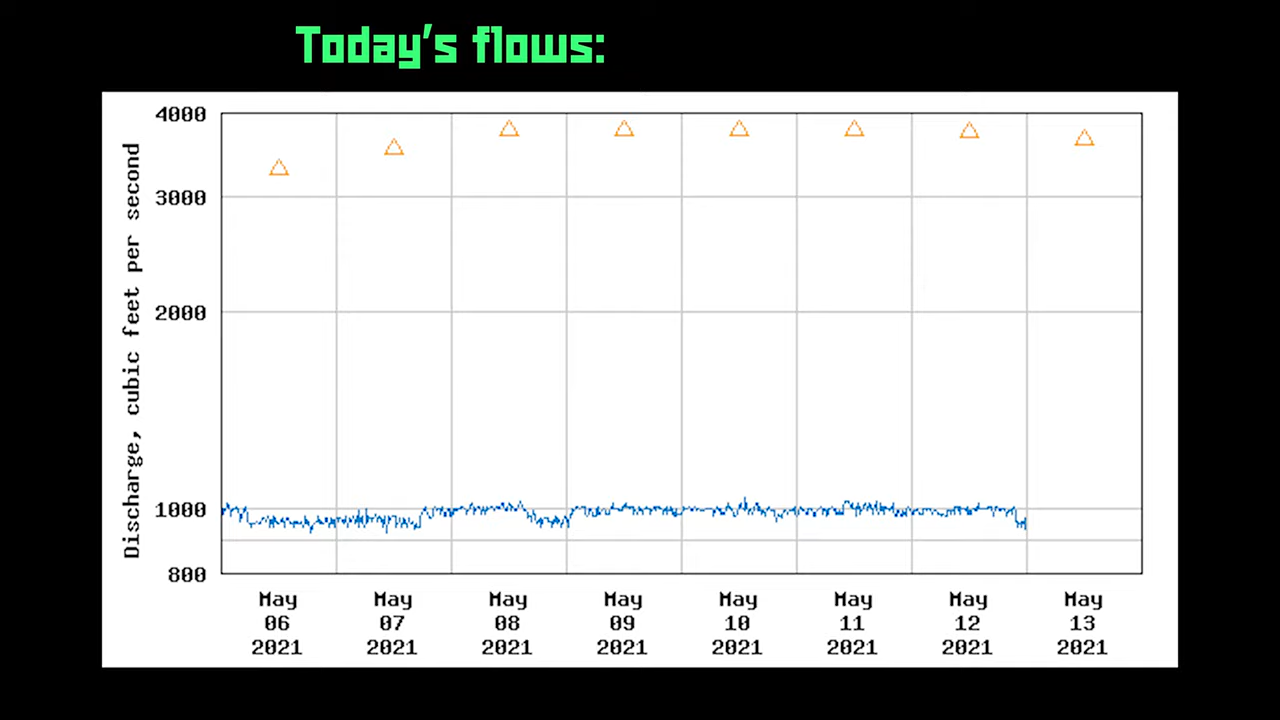 Today's flows:
4000
3000
2000
1000
800
Discharge, cubic feet per second
May May May May May May May May
06 07 08 09 10 11 12 13
2021 2021 2021 2021 2021 2021 2021 2021